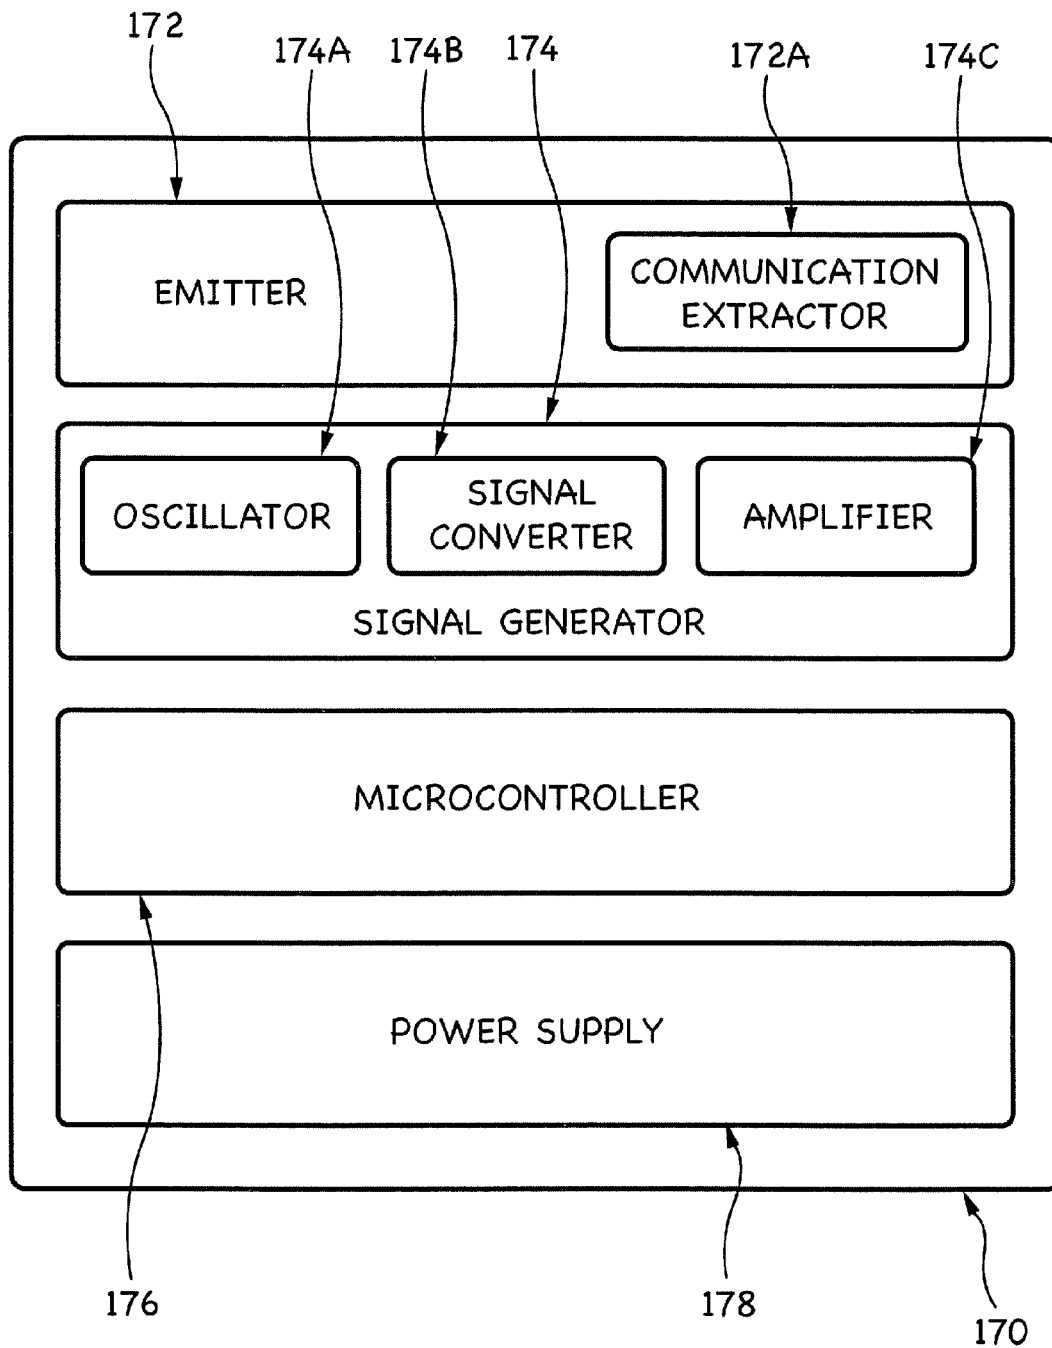 172
174A
174B
174
172A
174C
EMITTER
COMMUNICATION
EXTRACTOR
OSCILLATOR
SIGNAL
CONVERTER
AMPLIFIER
SIGNAL GENERATOR
MICROCONTROLLER
POWER SUPPLY
176
178
170